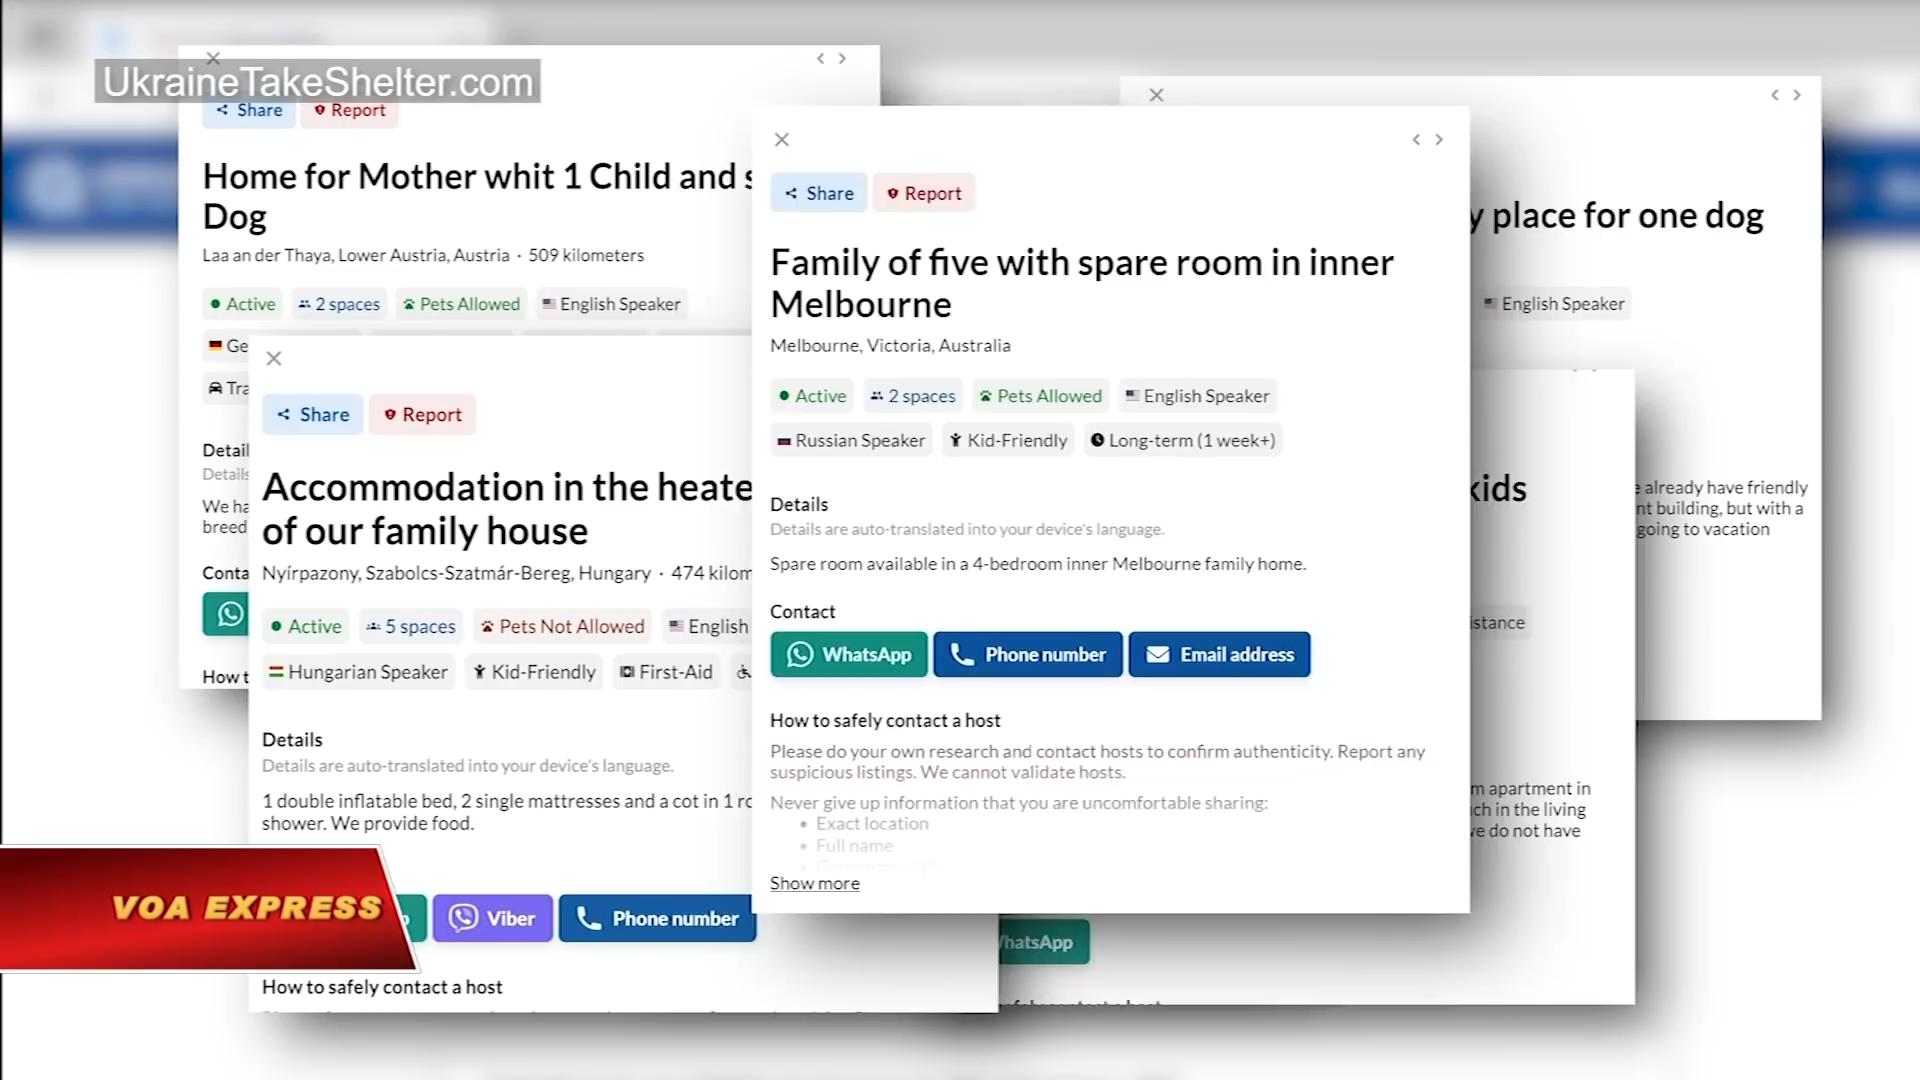 UkraineTakeShelter.com
Share
Report
Home for Mother whit 1 Child and
Dog
Laa an der Thaya, Lower Austria, Austria · 509 kilometers
Active
2 spaces
Pets Allowed
English Speaker
Share
Report
Accommodation in the
of our family house
Nyírpazony, Szabolcs-Szatmár-Bereg, Hungary · 474
Active
5 spaces
Pets Not Allowed
English
Hungarian Speaker
Kid-Friendly
First-Aid
Details
Details are auto-translated into your device's language.
1 double inflatable bed, 2 single mattresses and a cot in 1
shower. We provide food.
Viber
Phone number
How to safely contact a host
Share
Report
Family of five with spare room in inner
Melbourne
Melbourne, Victoria, Australia
Active
2 spaces
Pets Allowed
English Speaker
Russian Speaker
Kid-Friendly
Long-term (1 week+)
Details
Details are auto-translated into your device's language.
Spare room available in a 4-bedroom inner Melbourne family home.
Contact
WhatsApp
Phone number
Email address
How to safely contact a host
Please do your own research and contact hosts to confirm authenticity. Report any
suspicious listings. We cannot validate hosts.
Never give up information that you are uncomfortable sharing:
• Exact location
• Full name
Show more
place for one dog
English Speaker
already have friendly
building, but with a
going to vacation
kids
apartment in
in the living
do not have
VOA EXPRESS